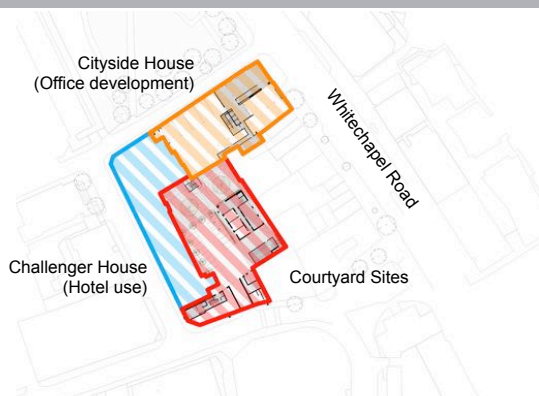 Cityside House
(Office development)
Whitechapel Road
Challenger House
(Hotel use)
Courtyard Sites